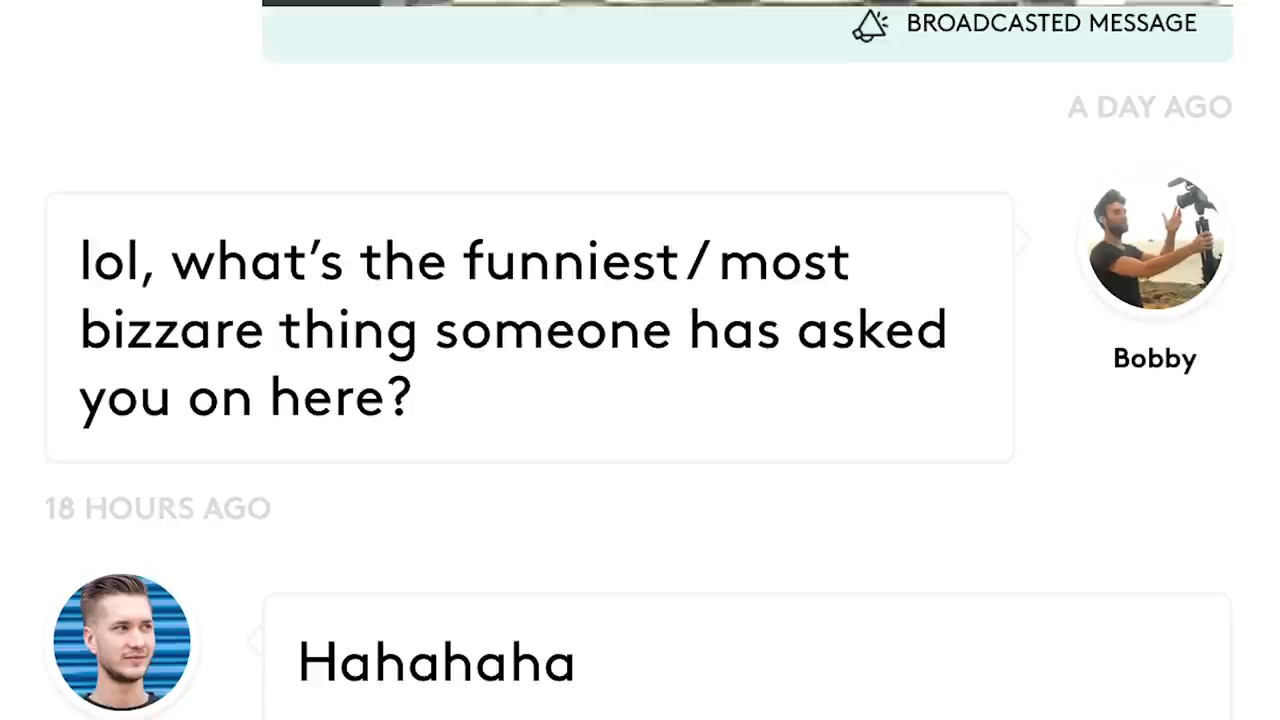 BROADCASTED MESSAGE
A DAY AGO
lol, what's the funniest/most
bizzare thing someone has asked
you on here?
Bobby
18 HOURS AGO
Hahahaha